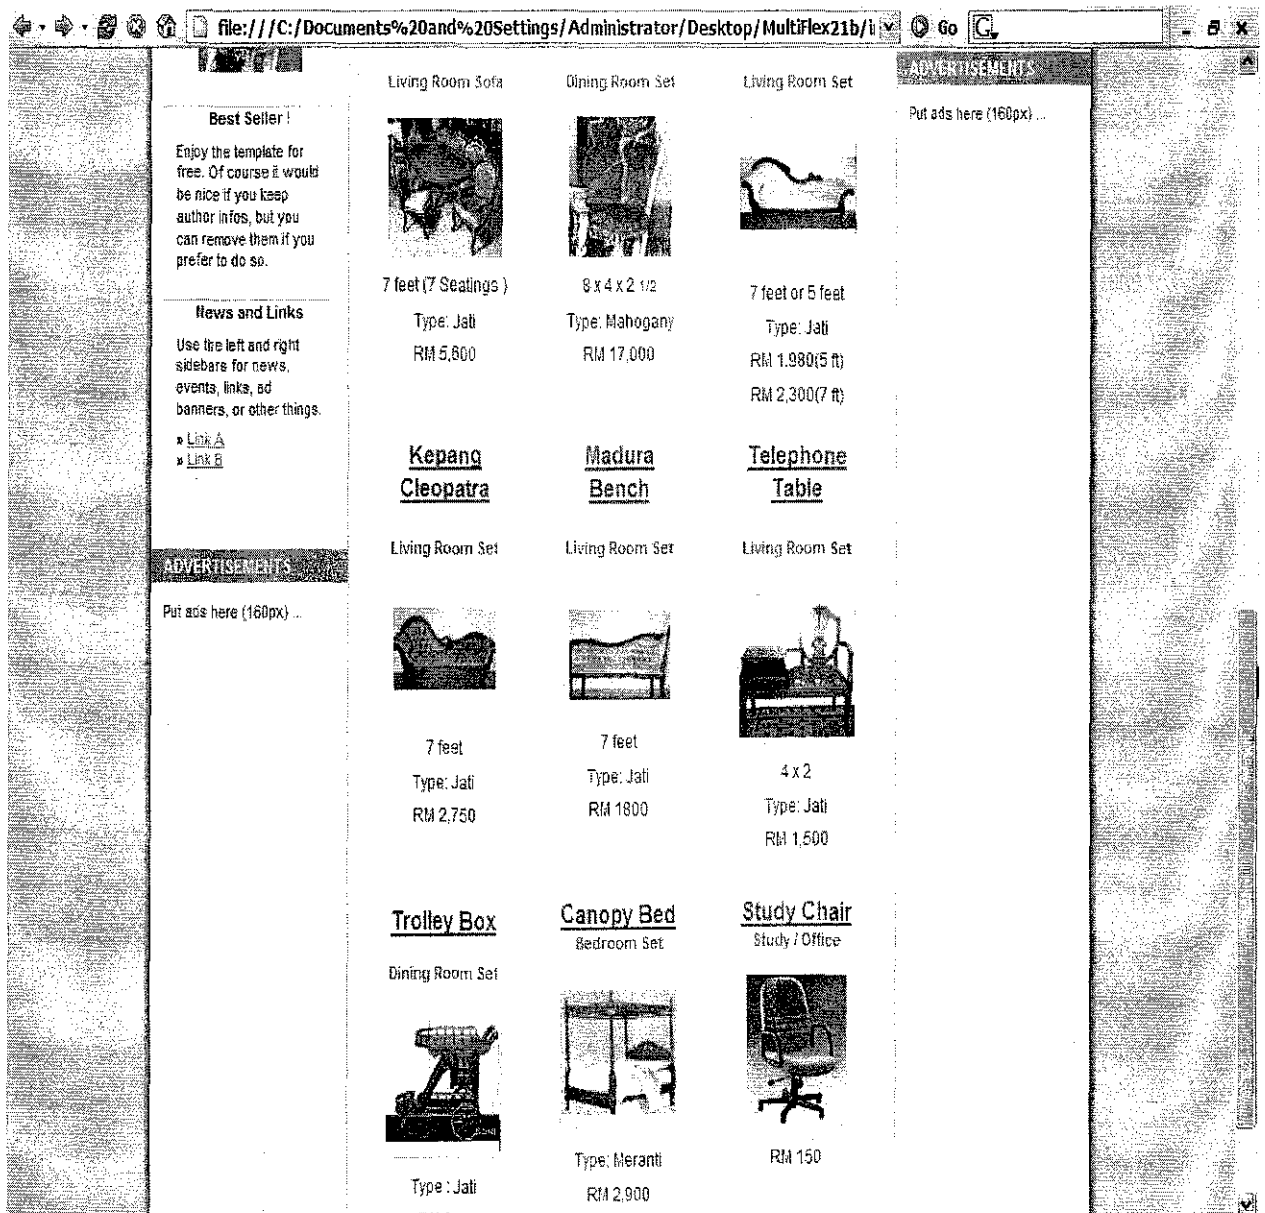 file:///C:/Documents%20and%20Settings/Administrator/Desktop/MultiFlex21b/i
Go
G
Best Seller !
Enjoy the template for
free. Of course it would
be nice if you keep
author infos, but you
can remove them if you
prefer to do so.
News and Links
Use the left and right
sidebars for news,
events, links, ad
banners, or other things.
» Link A
» Link B
ADVERTISEMENTS
Put ads here (160px) ...
Living Room Sofa
Dining Room Set
Living Room Set
7 feet (7 Seatings )
Type: Jati
8 x 4 x 2 1/2
Type: Mahogany
RM 17,000
7 feet or 5 feet
Type: Jati
RM 1.980(5 ft)
RM 2,300(7 ft)
Kepang
Cleopatra
Living Room Set
7 feet
Type: Jati
RM 2,750
Madura
Bench
Living Room Set
7 feet
Type: Jati
RM 1800
Telephone
Table
Living Room Set
4 x 2
Type: Jati
RM 1,500
Trolley Box
Dining Room Set
Type : Jati
Canopy Bed
Bedroom Set
Type: Meranti
RM 2,900
Study Chair
Study / Office
RM 150
ADVERTISEMENTS
Put ads here (160px) ...